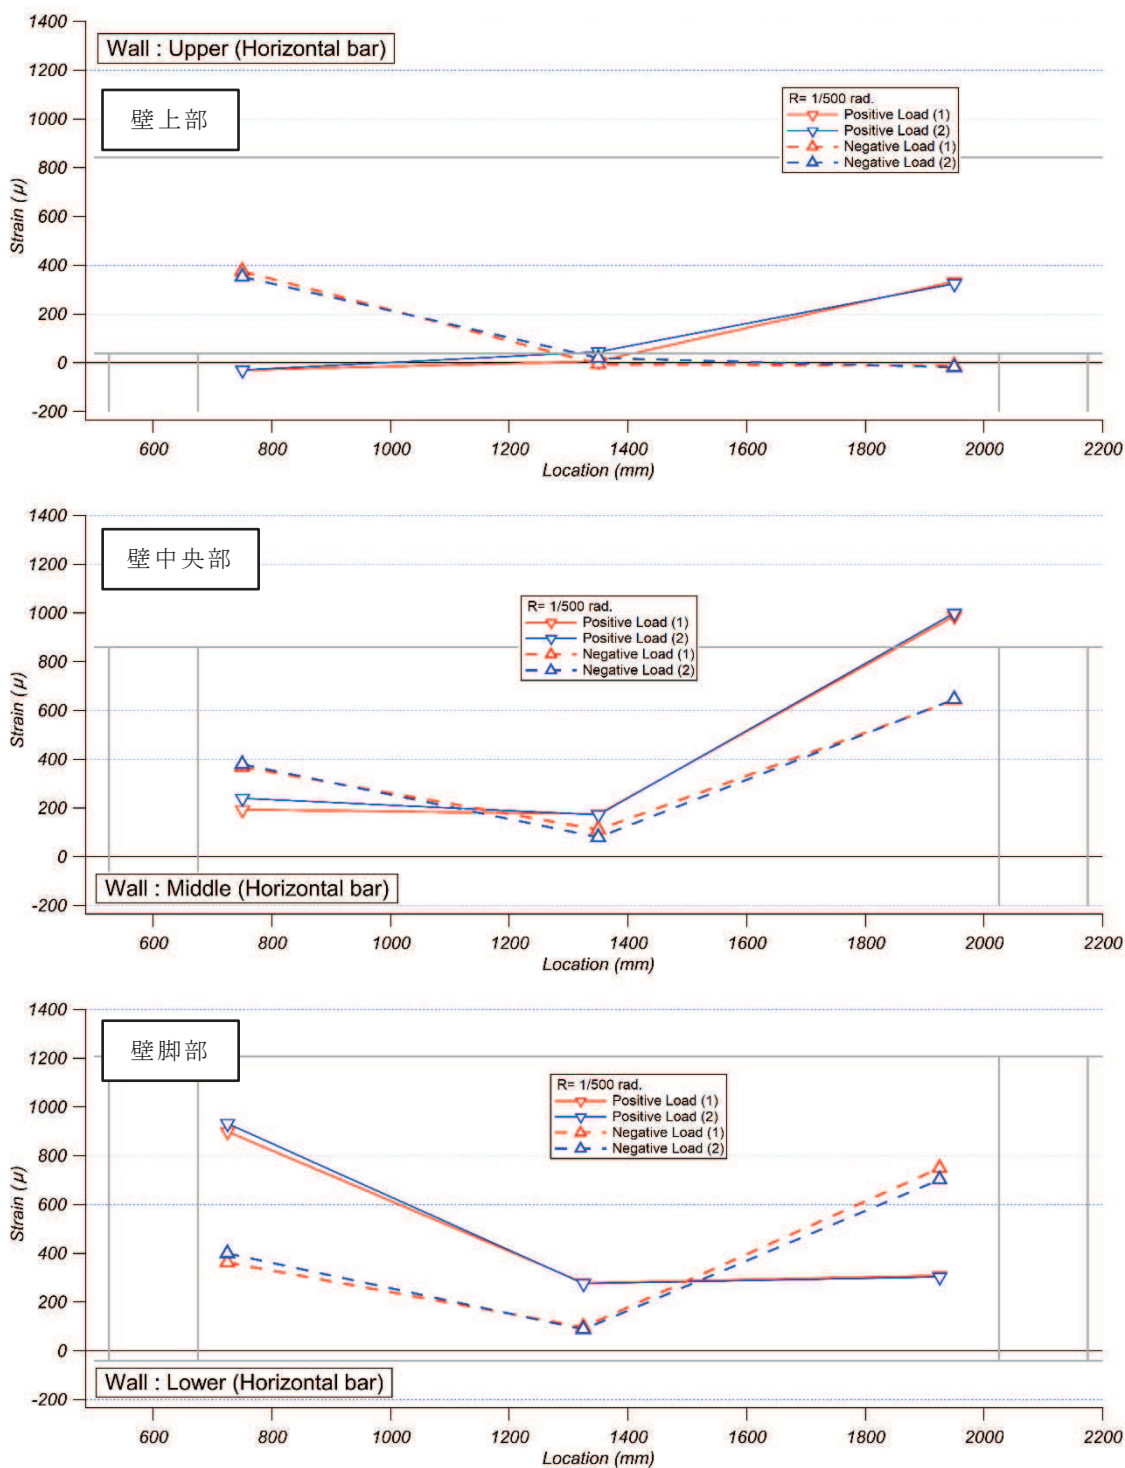 1400
Wall : Upper (Horizontal bar)
1200
壁上部
1000
R= 1/500 rad.
Positive Load (1)
Positive Load (2)
Negative Load (1)
Negative Load (2)
800
600
400
200
0
-200
Strain (μ)
600 800 1000 1200 1400 1600 1800 2000 2200
Location (mm)
1400
壁中央部
1200
1000
R= 1/500 rad.
Positive Load (1)
Positive Load (2)
Negative Load (1)
Negative Load (2)
800
600
400
200
0
Wall : Middle (Horizontal bar)
-200
Strain (μ)
600 800 1000 1200 1400 1600 1800 2000 2200
Location (mm)
1400
壁脚部
1200
R= 1/500 rad.
Positive Load (1)
Positive Load (2)
Negative Load (1)
Negative Load (2)
1000
800
600
400
200
0
Wall : Lower (Horizontal bar)
-200
Strain (μ)
600 800 1000 1200 1400 1600 1800 2000 2200
Location (mm)